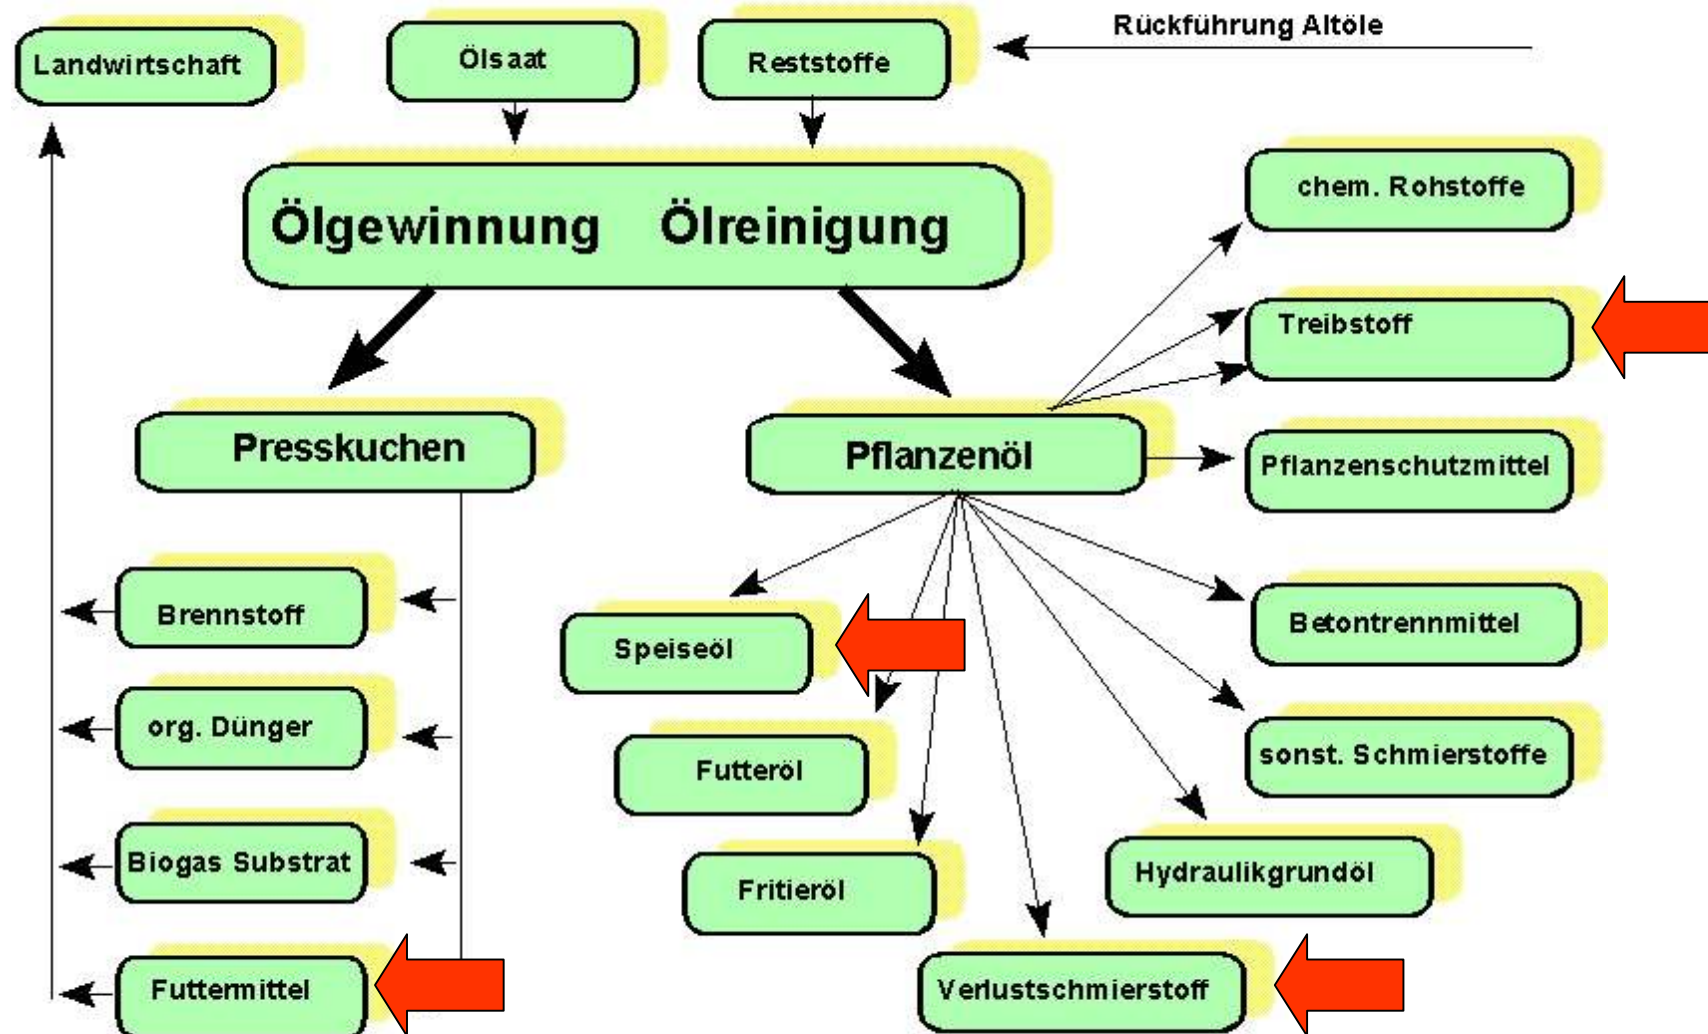 Rückführung Altöle
Landwirtschaft
Ölsaat
Reststoffe
Ölgewinnung Ölreinigung
chem. Rohstoffe
Treibstoff
Presskuchen
Pflanzenöl
Pflanzenschutzmittel
Brennstoff
Speiseöl
Betontrennmittel
org. Dünger
Futteröl
sonst. Schmierstoffe
Biogas Substrat
Fritieröl
Hydraulikgrundöl
Futtermittel
Verlustschmierstoff